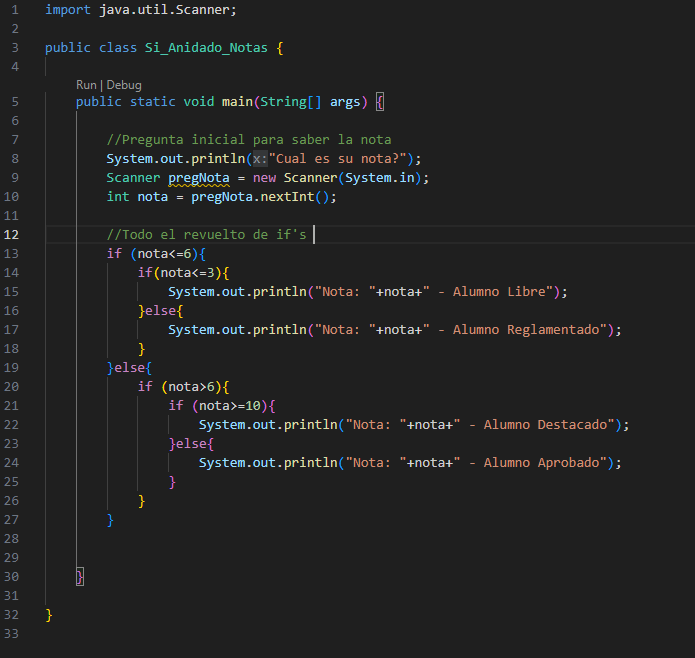 1 import java.util.Scanner;
2
3 public class Si_Anidado_Notas {
4
Run | Debug
5 public static void main(String[] args) {
6
7 //Pregunta inicial para saber la nota
8 System.out.println(x:"Cual es su nota?");
9 Scanner pregNota = new Scanner(System.in);
10 int nota = pregNota.nextInt();
11
12 //Todo el revuelto de if's
13 if (nota<=6){
14 if(nota<=3){
15 System.out.println("Nota: "+nota+" - Alumno Libre");
16 }else{
17 System.out.println("Nota: "+nota+" - Alumno Reglamentado");
18 }
19 }else{
20 if (nota>6){
21 if (nota>=10){
22 System.out.println("Nota: "+nota+" - Alumno Destacado");
23 }else{
24 System.out.println("Nota: "+nota+" - Alumno Aprobado");
25 }
26 }
27 }
28
29
30 }
31
32 }
33